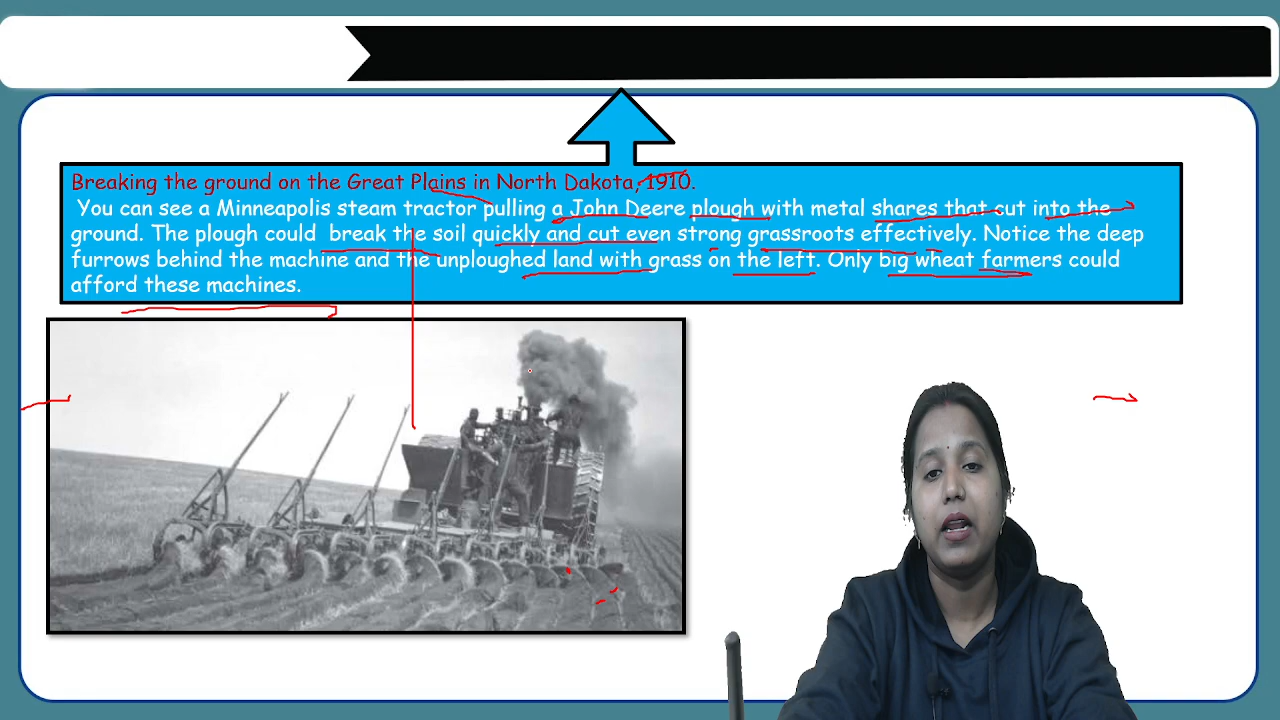 Breaking the ground on the Great Plains in North Dakota, 1910.
You can see a Minneapolis steam tractor pulling a John Deere plough with metal shares that cut into the
ground. The plough could break the soil quickly and cut even strong grassroots effectively. Notice the deep
furrows behind the machine and the unploughed land with grass on the left. Only big wheat farmers could
afford these machines.